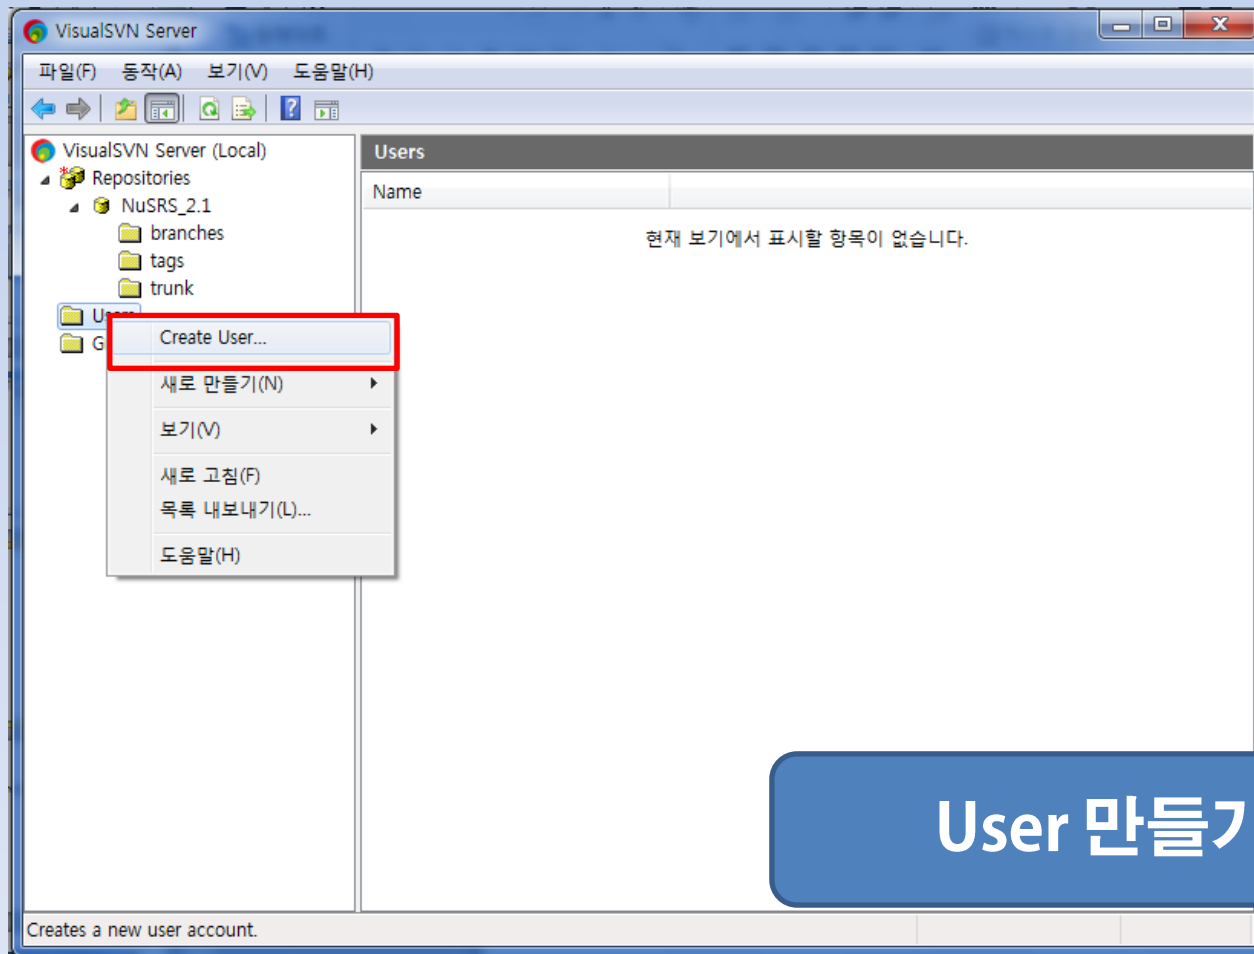 VisualSVN Server
파일(F) 동작(A) 보기(V) 도움말(H)
VisualSVN Server (Local)
Repositories
NuSRS_2.1
branches
tags
trunk
Users
G
Users
Name
현재 보기에서 표시할 항목이 없습니다.
Create User...
새로 만들기(N)
보기(V)
새로 고침(F)
목록 내보내기(L)...
도움말(H)
User 만들기
Creates a new user account.